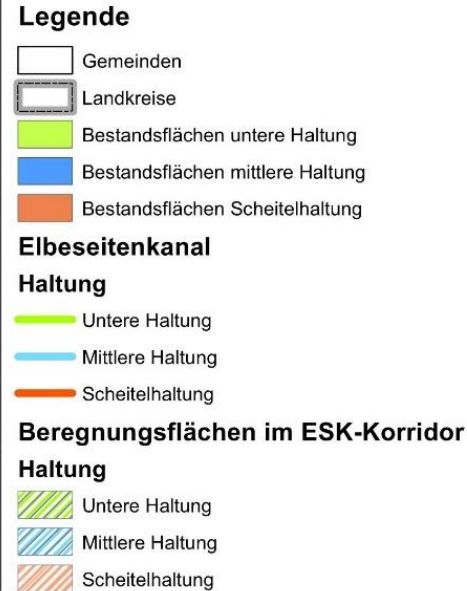 Legende
Gemeinden
Landkreise
Bestandsflächen untere Haltung
Bestandsflächen mittlere Haltung
Bestandsflächen Scheitelhaltung
Elbeseitenkanal
Haltung
Untere Haltung
Mittlere Haltung
Scheitelhaltung
Beregnungsflächen im ESK-Korridor
Haltung
Untere Haltung
Mittlere Haltung
Scheitelhaltung